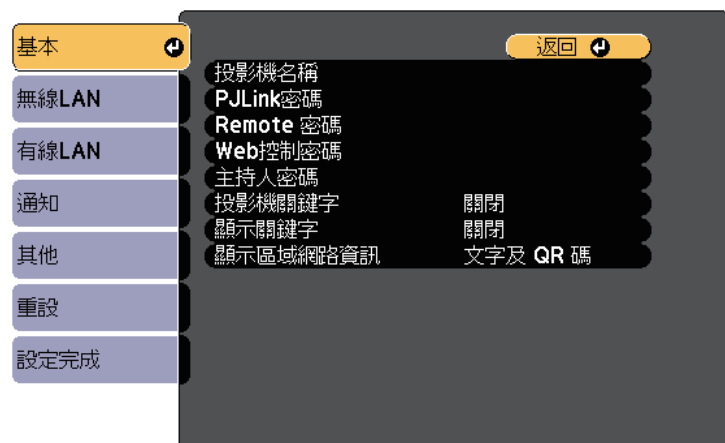 基本
無線LAN
有線LAN
通知
其他
重設
設定完成
返回
投影機名稱
PJLink密碼
Remote 密碼
Web控制密碼
主持人密碼
投影機關鍵字 關閉
顯示關鍵字 關閉
顯示區域網路資訊 文字及 QR 碼